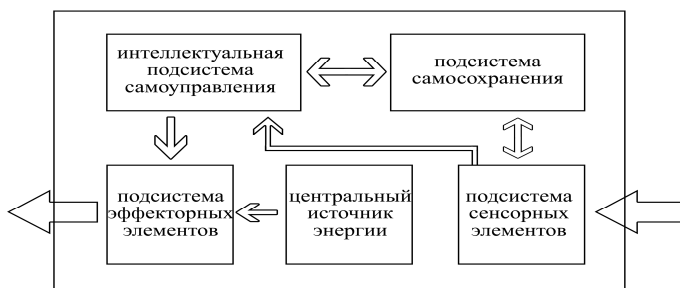 интеллектуальная
подсистема
самоуправления
подсистема
самосохранения
подсистема
эффекторных
элементов
центральный
источник
энергии
подсистема
сенсорных
элементов